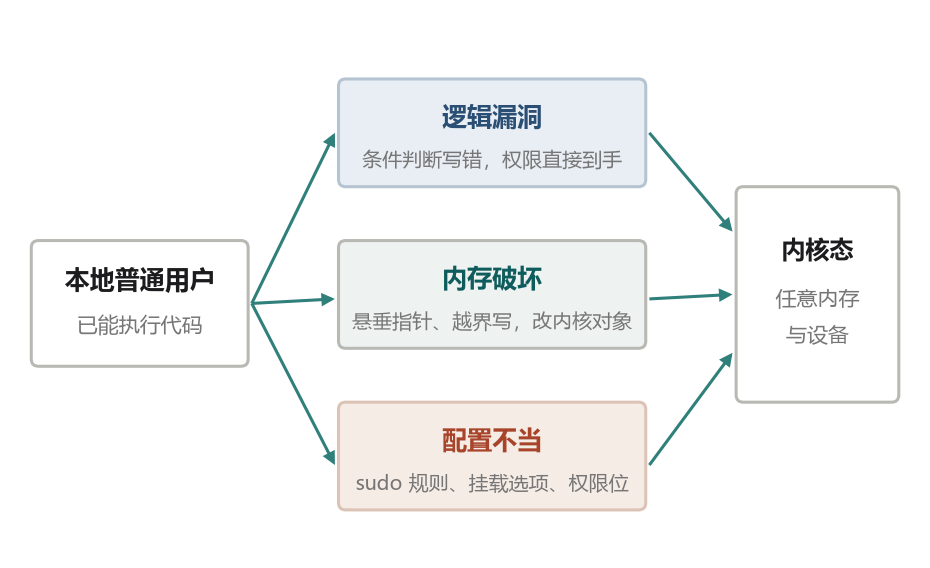 逻辑漏洞
条件判断写错，权限直接到手
本地普通用户
已能执行代码
内存破坏
悬垂指针、越界写，改内核对象
配置不当
sudo 规则、挂载选项、权限位
内核态
任意内存
与设备